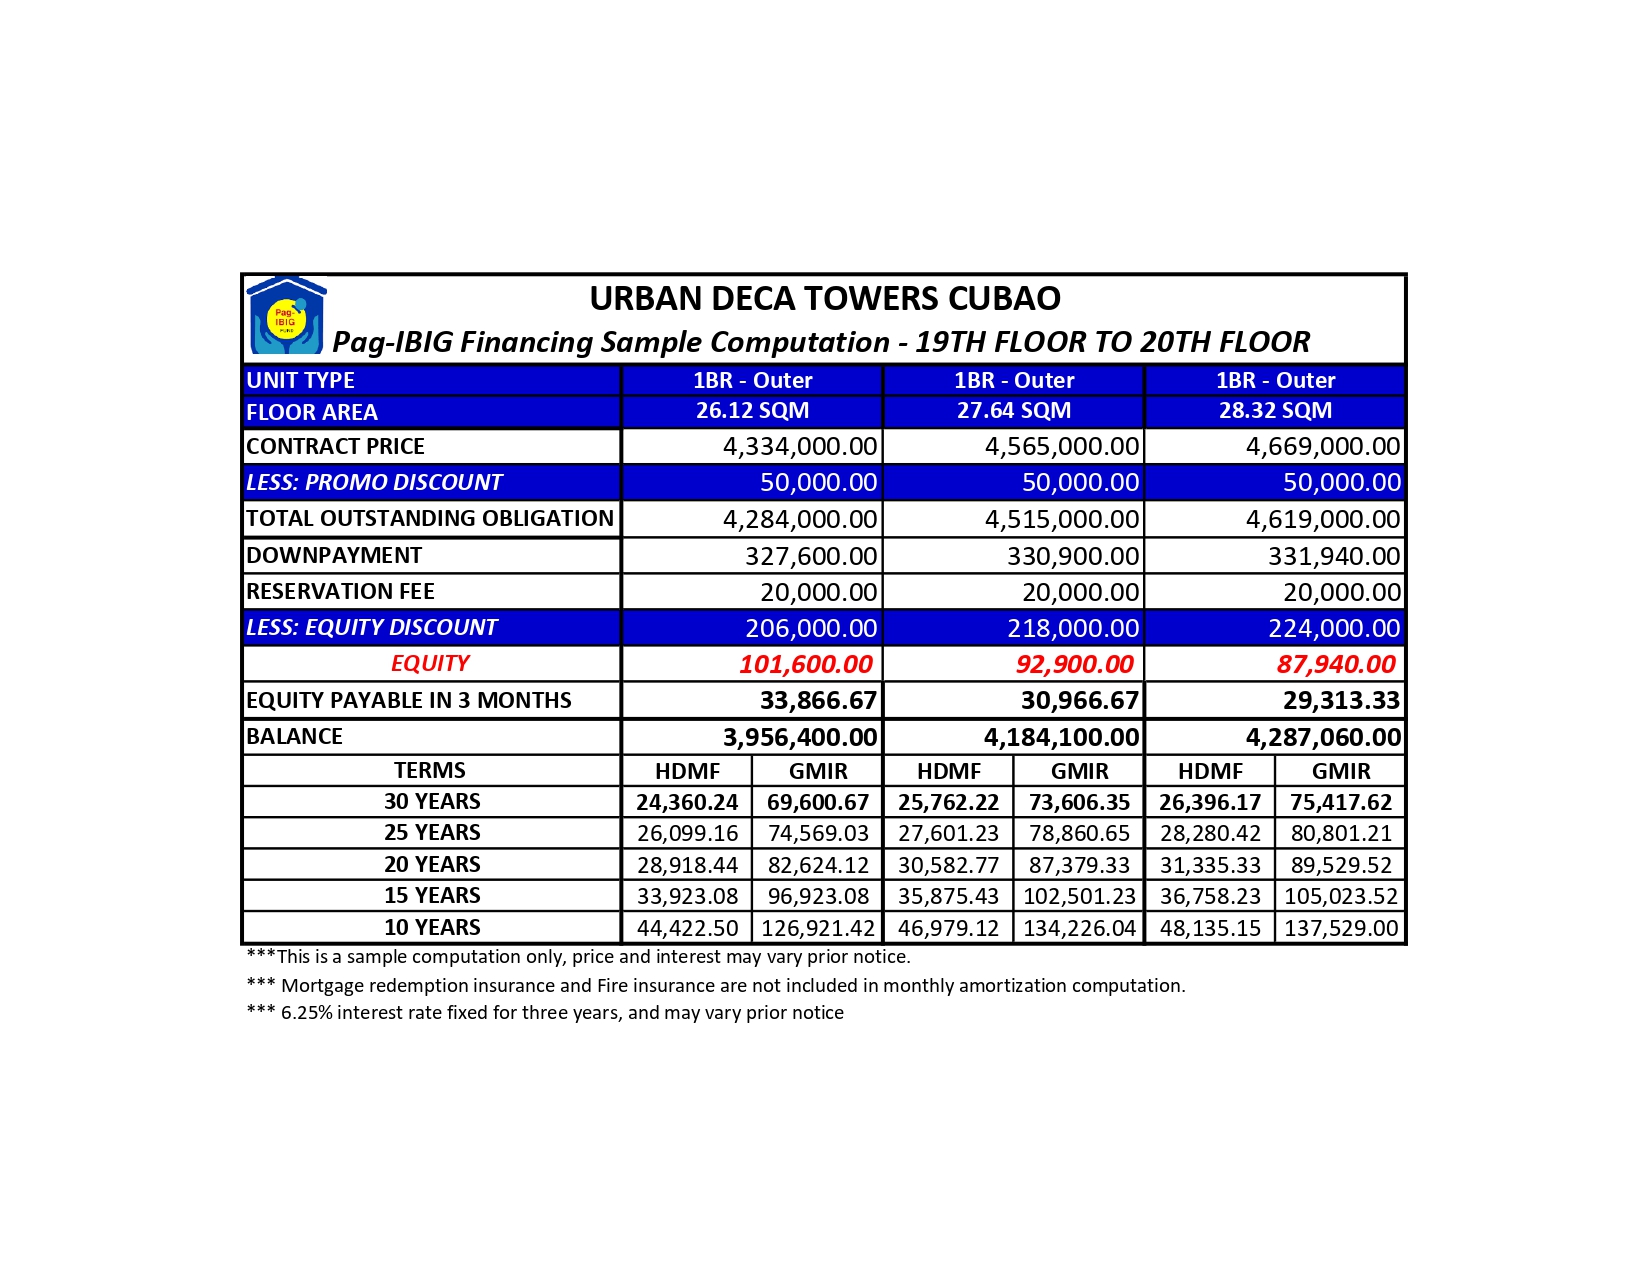 Pag-
IBIG
FUND
URBAN DECA TOWERS CUBAO
Pag-IBIG Financing Sample Computation - 19TH FLOOR TO 20TH FLOOR
UNIT TYPE 1BR - Outer 1BR - Outer 1BR - Outer
FLOOR AREA 26.12 SQM 27.64 SQM 28.32 SQM
CONTRACT PRICE 4,334,000.00 4,565,000.00 4,669,000.00
LESS: PROMO DISCOUNT 50,000.00 50,000.00 50,000.00
TOTAL OUTSTANDING OBLIGATION 4,284,000.00 4,515,000.00 4,619,000.00
DOWNPAYMENT 327,600.00 330,900.00 331,940.00
RESERVATION FEE 20,000.00 20,000.00 20,000.00
LESS: EQUITY DISCOUNT 206,000.00 218,000.00 224,000.00
EQUITY 101,600.00 92,900.00 87,940.00
EQUITY PAYABLE IN 3 MONTHS 33,866.67 30,966.67 29,313.33
BALANCE 3,956,400.00 4,184,100.00 4,287,060.00
TERMS HDMF GMIR HDMF GMIR HDMF GMIR
30 YEARS 24,360.24 69,600.67 25,762.22 73,606.35 26,396.17 75,417.62
25 YEARS 26,099.16 74,569.03 27,601.23 78,860.65 28,280.42 80,801.21
20 YEARS 28,918.44 82,624.12 30,582.77 87,379.33 31,335.33 89,529.52
15 YEARS 33,923.08 96,923.08 35,875.43 102,501.23 36,758.23 105,023.52
10 YEARS 44,422.50 126,921.42 46,979.12 134,226.04 48,135.15 137,529.00
***This is a sample computation only, price and interest may vary prior notice.
*** Mortgage redemption insurance and Fire insurance are not included in monthly amortization computation.
*** 6.25% interest rate fixed for three years, and may vary prior notice